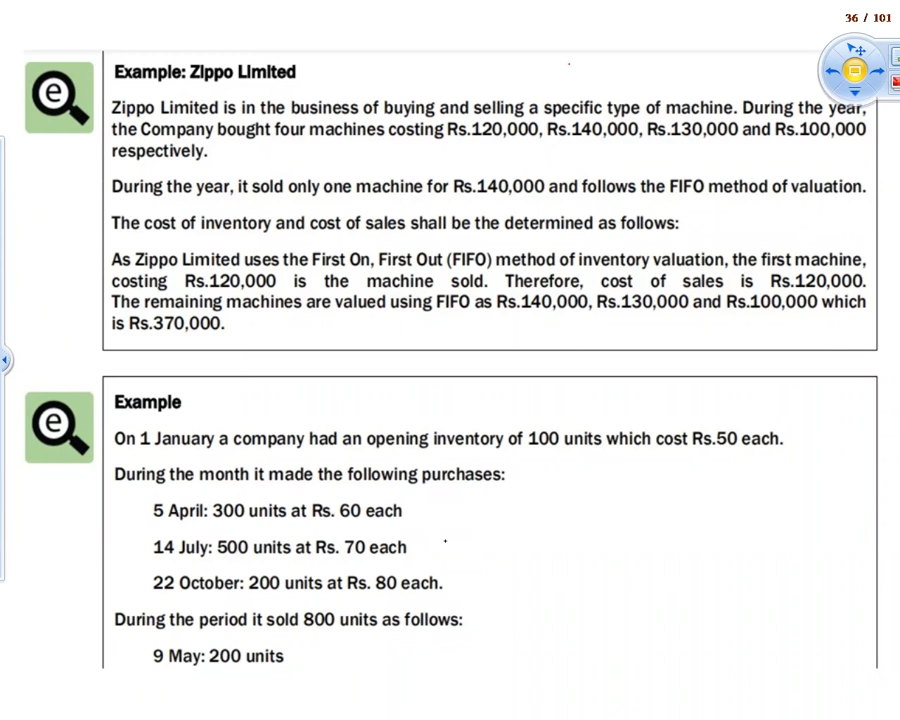 36 / 101
e
Example: Zippo Limited
Zippo Limited is in the business of buying and selling a specific type of machine. During the year,
the Company bought four machines costing Rs.120,000, Rs.140,000, Rs.130,000 and Rs.100,000
respectively.
During the year, it sold only one machine for Rs.140,000 and follows the FIFO method of valuation.
The cost of inventory and cost of sales shall be the determined as follows:
As Zippo Limited uses the First On, First Out (FIFO) method of inventory valuation, the first machine,
costing Rs.120,000 is the machine sold. Therefore, cost of sales is Rs.120,000.
The remaining machines are valued using FIFO as Rs.140,000, Rs.130,000 and Rs.100,000 which
is Rs.370,000.
e
Example
On 1 January a company had an opening inventory of 100 units which cost Rs.50 each.
During the month it made the following purchases:
5 April: 300 units at Rs. 60 each
14 July: 500 units at Rs. 70 each
22 October: 200 units at Rs. 80 each.
During the period it sold 800 units as follows:
9 May: 200 units